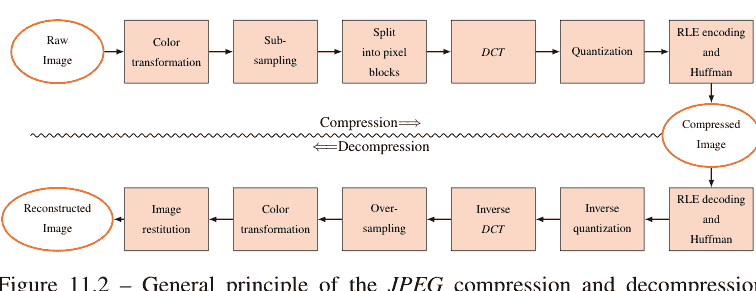 Raw
Image
Color
transformation
Sub-
sampling
Split
into pixel
blocks
DCT
Quantization
RLE encoding
and
Huffman
Compression⟹
⟸Decompression
Compressed
Image
Reconstructed
Image
Image
restitution
Color
transformation
Over-
sampling
Inverse
DCT
Inverse
quantization
RLE decoding
and
Huffman
Figure 11.2 – General principle of the JPEG compression and decompression